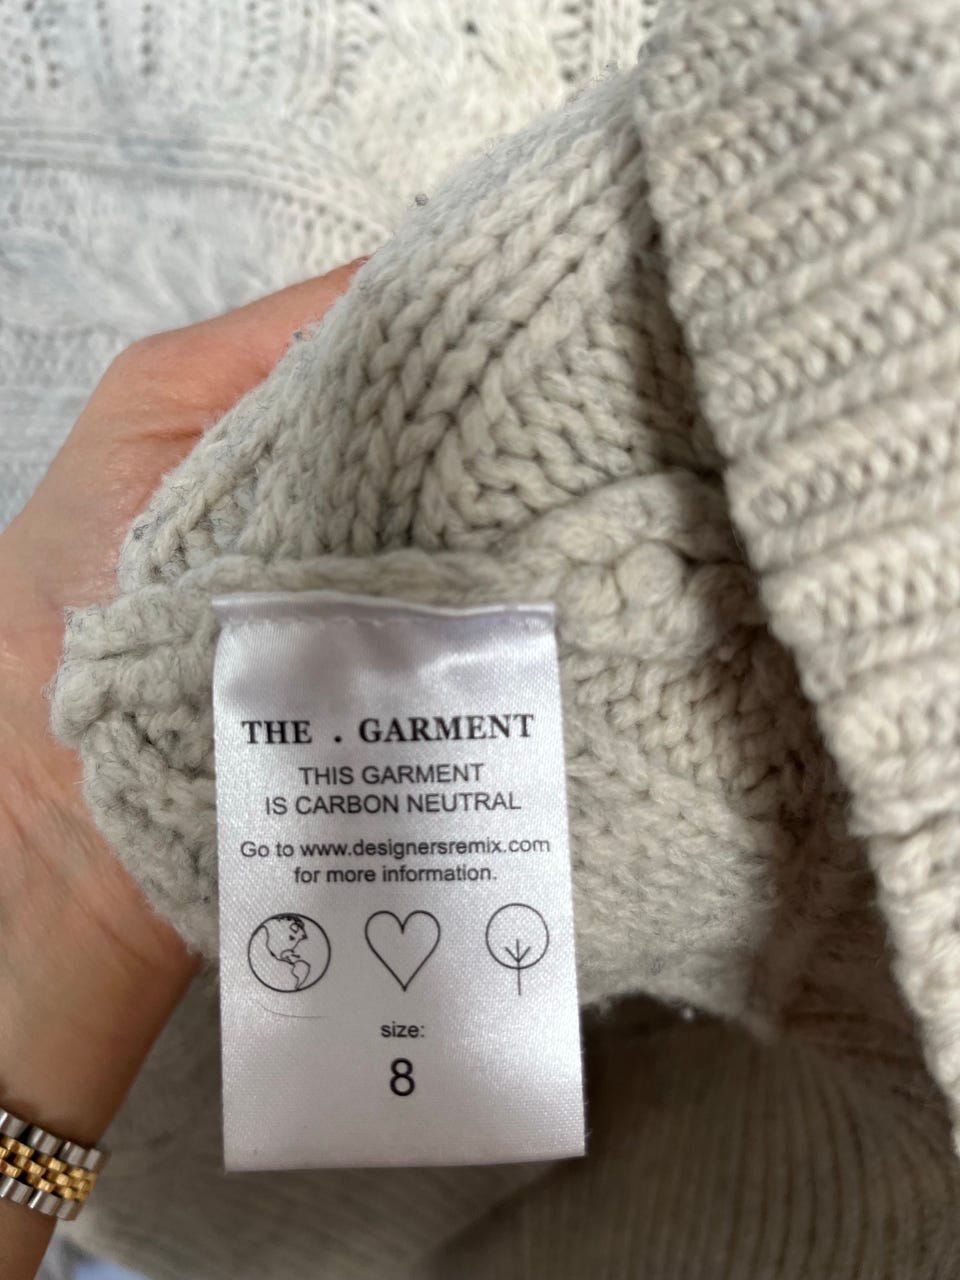 THE . GARMENT
THIS GARMENT
IS CARBON NEUTRAL
Go to www.designersremix.com
for more information.
size:
8